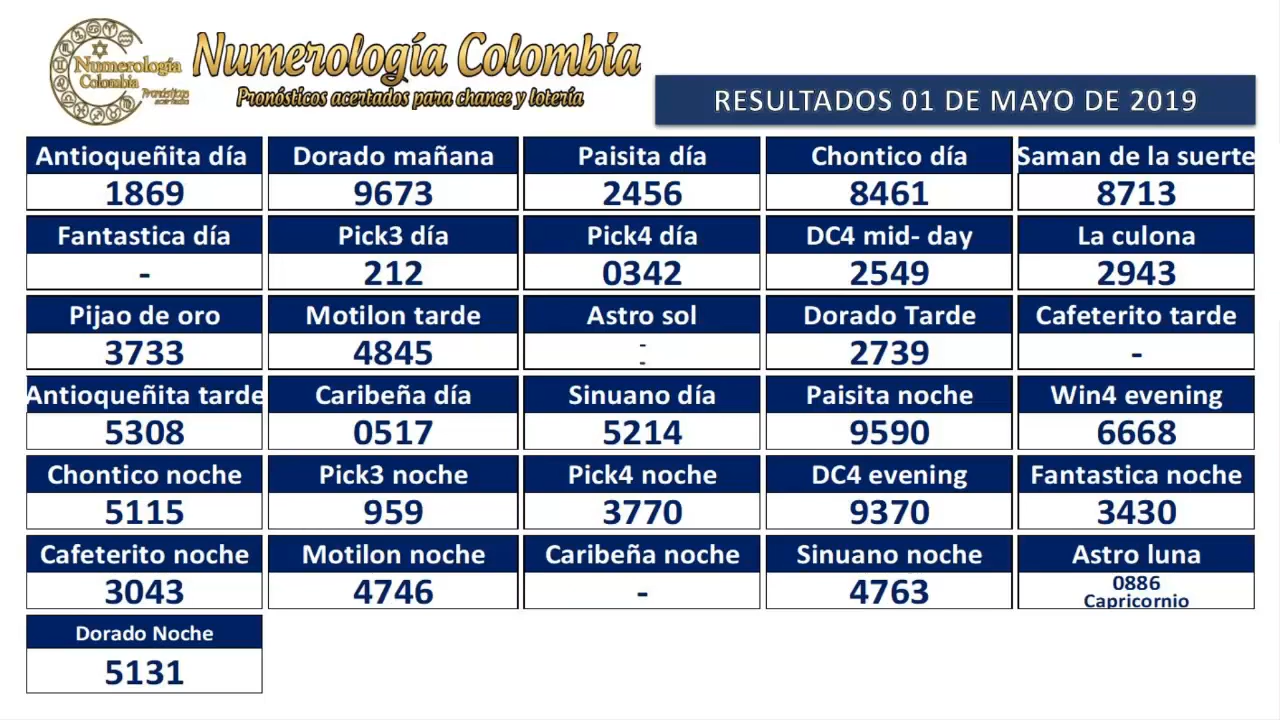 Numerología
Colombia
Pronósticos
Numerología Colombia
Pronósticos acertados para chance y lotería
RESULTADOS 01 DE MAYO DE 2019
Antioqueñita día Dorado mañana Paisita día Chontico día Saman de la suerte
1869 9673 2456 8461 8713
Fantastica día Pick3 día Pick4 día DC4 mid- day La culona
- 212 0342 2549 2943
Pijao de oro Motilon tarde Astro sol Dorado Tarde Cafeterito tarde
3733 4845 - - 2739 -
Antioqueñita tarde Caribeña día Sinuano día Paisita noche Win4 evening
5308 0517 5214 9590 6668
Chontico noche Pick3 noche Pick4 noche DC4 evening Fantastica noche
5115 959 3770 9370 3430
Cafeterito noche Motilon noche Caribeña noche Sinuano noche Astro luna
3043 4746 - 4763 0886
Capricornio
Dorado Noche
5131